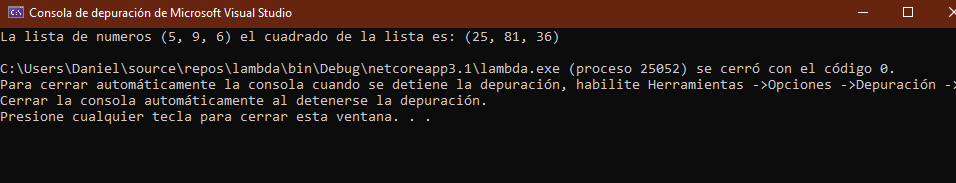 Consola de depuración de Microsoft Visual Studio
La lista de numeros (5, 9, 6) el cuadrado de la lista es: (25, 81, 36)
C:\Users\Daniel\source\repos\lambda\bin\Debug\netcoreapp3.1\lambda.exe (proceso 25052) se cerró con el código 0.
Para cerrar automáticamente la consola cuando se detiene la depuración, habilite Herramientas ->Opciones ->Depuración ->
Cerrar la consola automáticamente al detenerse la depuración.
Presione cualquier tecla para cerrar esta ventana. . .